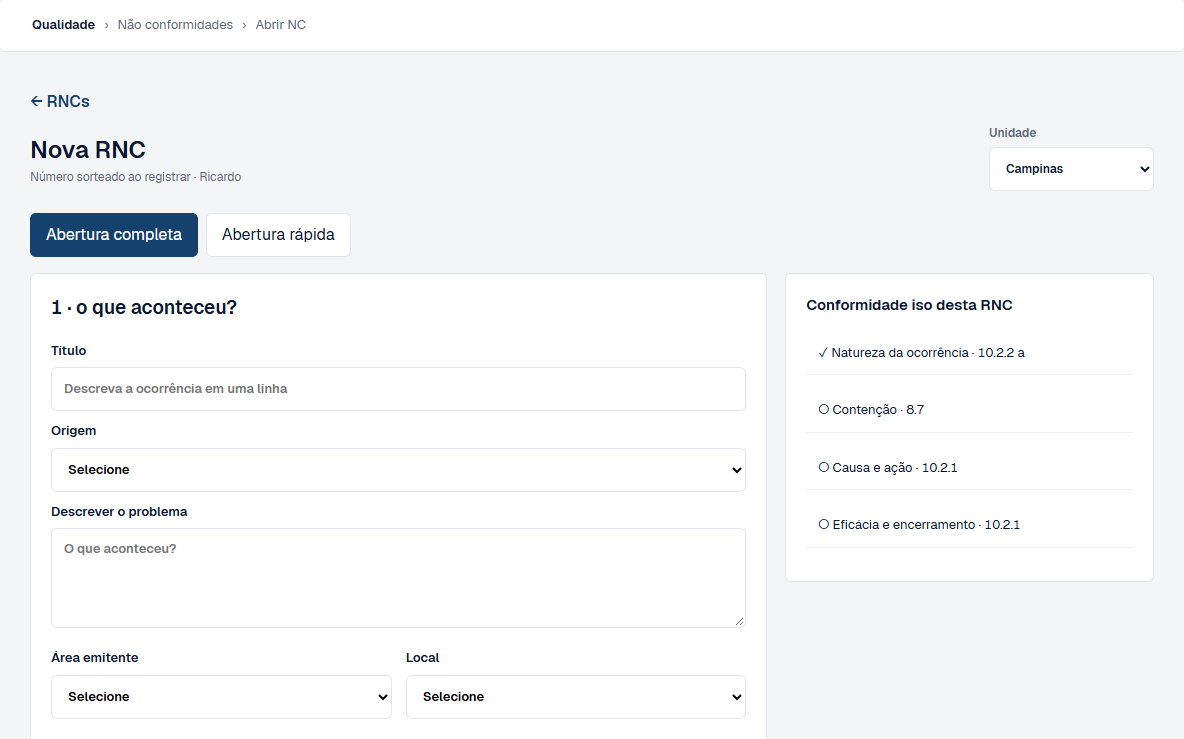 Qualidade › Não conformidades › Abrir NC
← RNCs
Nova RNC
Número sorteado ao registrar · Ricardo
Unidade
Campinas
Abertura completa
Abertura rápida
1 · o que aconteceu?
Título
Descreva a ocorrência em uma linha
Origem
Selecione
Descrever o problema
O que aconteceu?
Área emitente
Selecione
Local
Selecione
Conformidade iso desta RNC
✓ Natureza da ocorrência · 10.2.2 a
○ Contenção · 8.7
○ Causa e ação · 10.2.1
○ Eficácia e encerramento · 10.2.1